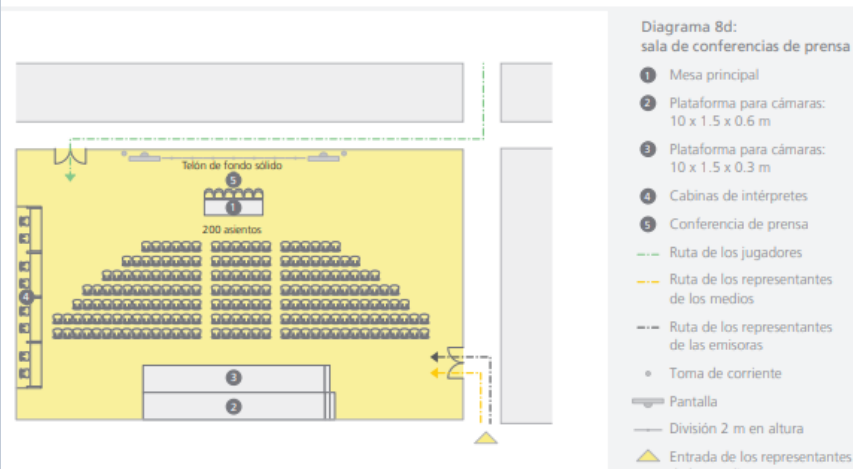 Diagrama 8d:
sala de conferencias de prensa
1 Mesa principal
2 Plataforma para cámaras:
10 x 1.5 x 0.6 m
3 Plataforma para cámaras:
10 x 1.5 x 0.3 m
4 Cabinas de intérpretes
5 Conferencia de prensa
Ruta de los jugadores
Ruta de los representantes
de los medios
Ruta de los representantes
de las emisoras
Toma de corriente
Pantalla
División 2 m en altura
Entrada de los representantes
Telón de fondo sólido
5
1
200 asientos
4
3
2